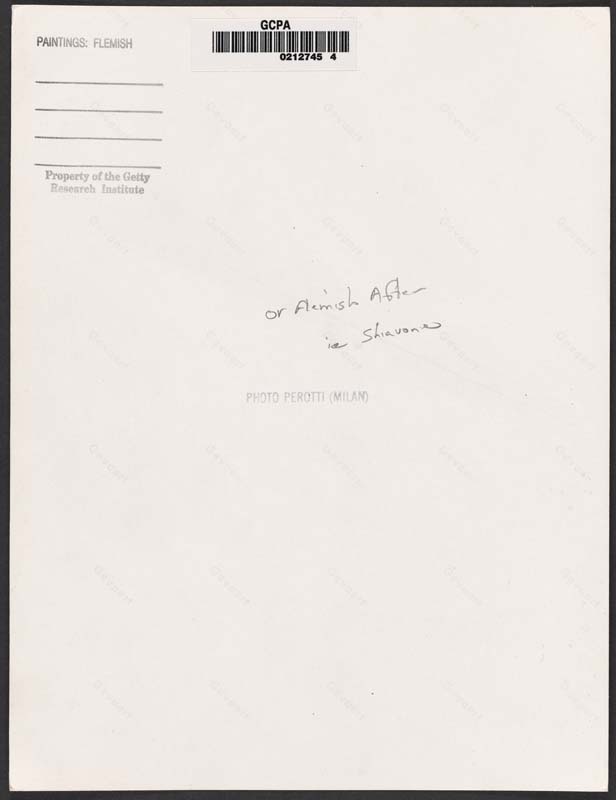 PAINTINGS: FLEMISH
GCPA
0212745 4
Property of the Getty
Research Institute
or Flemish After
ie Shiavone
PHOTO PEROTTI (MILAN)